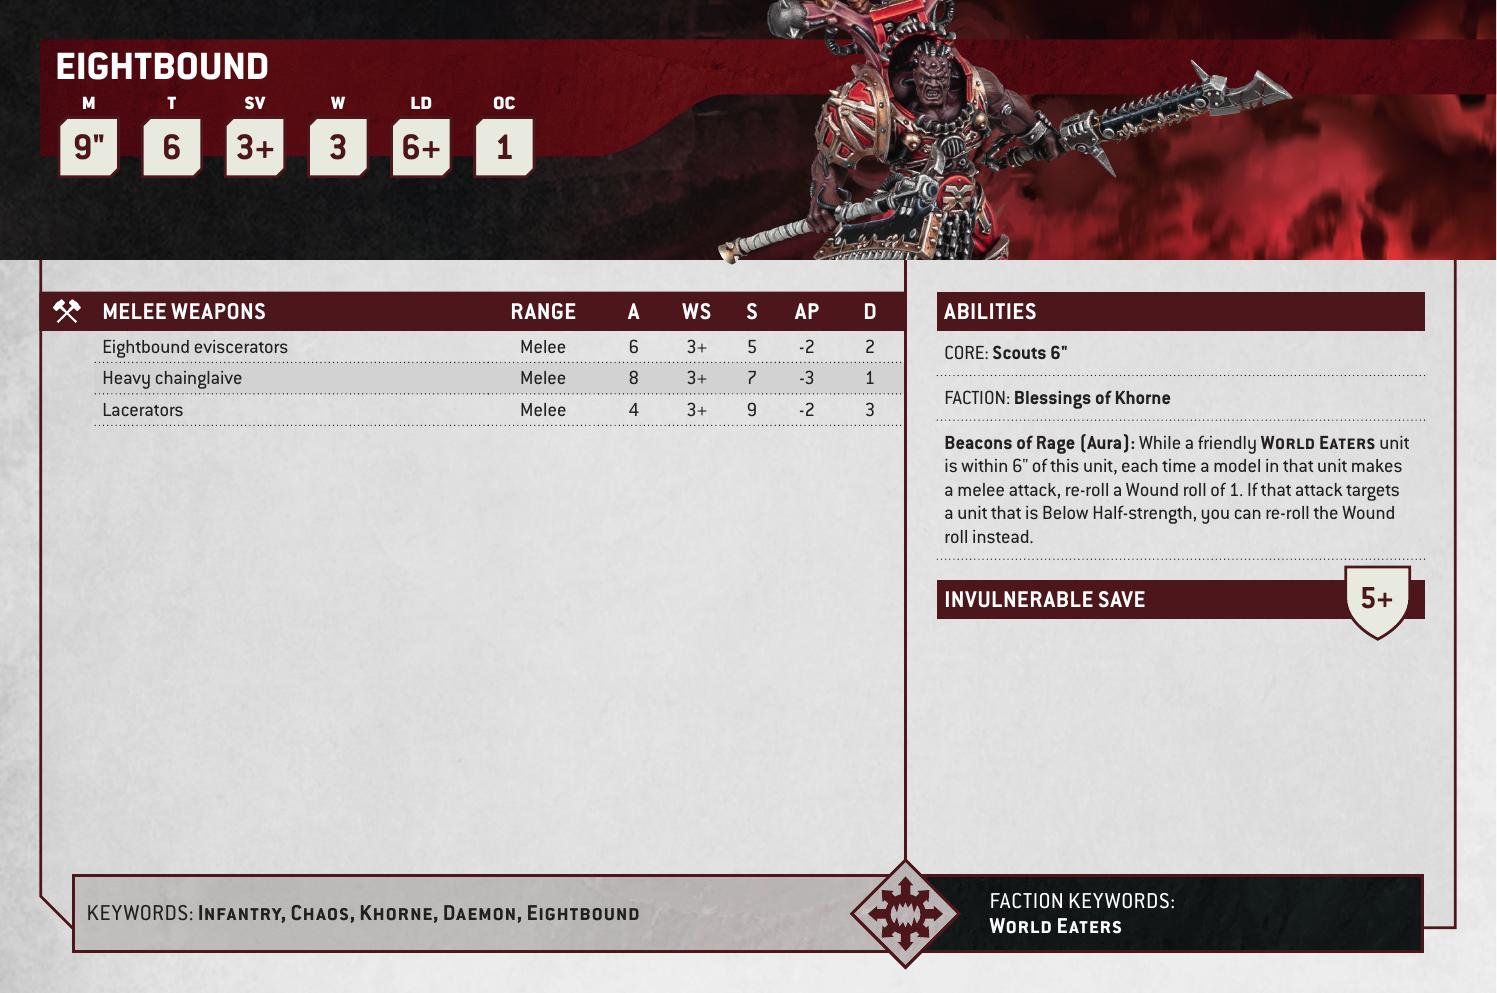 EIGHTBOUND
M T SV W LD OC
9" 6 3+ 3 6+ 1
MELEE WEAPONS RANGE A WS S AP D
Eightbound eviscerators Melee 6 3+ 5 -2 2
Heavy chainglaive Melee 8 3+ 7 -3 1
Lacerators Melee 4 3+ 9 -2 3
ABILITIES
CORE: Scouts 6"
FACTION: Blessings of Khorne
Beacons of Rage (Aura): While a friendly WORLD EATERS unit
is within 6" of this unit, each time a model in that unit makes
a melee attack, re-roll a Wound roll of 1. If that attack targets
a unit that is Below Half-strength, you can re-roll the Wound
roll instead.
INVULNERABLE SAVE 5+
KEYWORDS: INFANTRY, CHAOS, KHORNE, DAEMON, EIGHTBOUND
FACTION KEYWORDS:
WORLD EATERS